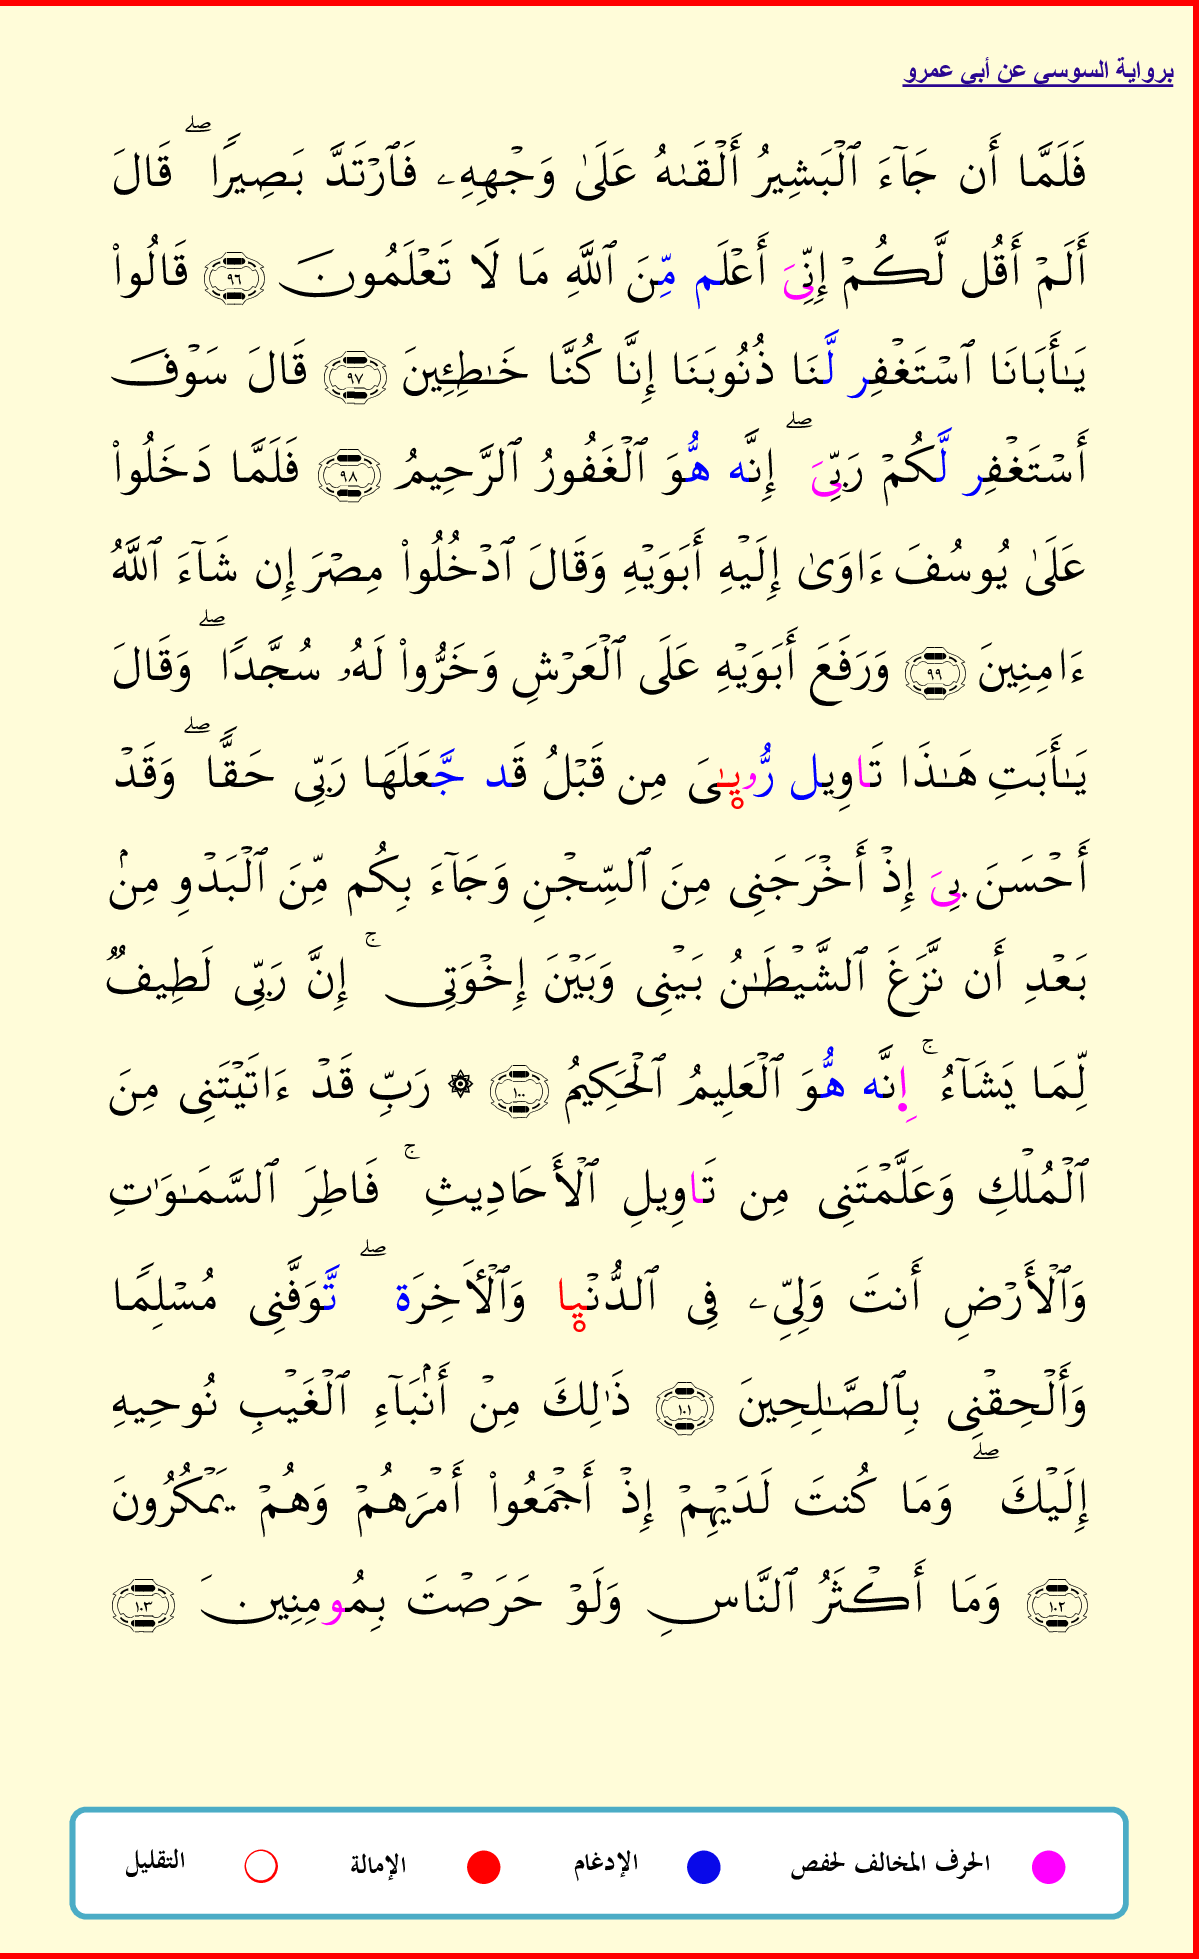 برواية السوسي عن أبي عمرو
فَلَمَّا أَن جَآءَ ٱلْبَشِيرُ أَلْقَىٰهُ عَلَىٰ وَجْهِهِۦ فَٱرْتَدَّ بَصِيرًا ۖ قَالَ
أَلَمْ أَقُل لَّكُمْ إِنِّىَ أَعْلَم مِّنَ ٱللَّهِ مَا لَا تَعْلَمُونَ ٩٦ قَالُوا۟
يَـٰٓأَبَانَا ٱسْتَغْفِر لَّنَا ذُنُوبَنَا إِنَّا كُنَّا خَـٰطِـِٔينَ ٩٧ قَالَ سَوْفَ
أَسْتَغْفِر لَّكُمْ رَبِّىَ ۖ إِنَّه هُّوَ ٱلْغَفُورُ ٱلرَّحِيمُ ٩٨ فَلَمَّا دَخَلُوا۟
عَلَىٰ يُوسُفَ ءَاوَىٰ إِلَيْهِ أَبَوَيْهِ وَقَالَ ٱدْخُلُوا۟ مِصْرَ إِن شَآءَ ٱللَّهُ
ءَامِنِينَ ٩٩ وَرَفَعَ أَبَوَيْهِ عَلَى ٱلْعَرْشِ وَخَرُّوا۟ لَهُۥ سُجَّدًا ۖ وَقَالَ
يَـٰٓأَبَتِ هَـٰذَا تَاوِيل رُّويَـٰىَ مِن قَبْلُ قَد جَّعَلَهَا رَبِّى حَقًّا ۖ وَقَدْ
أَحْسَنَ بِىَ إِذْ أَخْرَجَنِى مِنَ ٱلسِّجْنِ وَجَآءَ بِكُم مِّنَ ٱلْبَدْوِ مِنۢ
بَعْدِ أَن نَّزَغَ ٱلشَّيْطَـٰنُ بَيْنِى وَبَيْنَ إِخْوَتِى ۚ إِنَّ رَبِّى لَطِيفٌ
لِّمَا يَشَآءُ ۚ إِنَّه هُّوَ ٱلْعَلِيمُ ٱلْحَكِيمُ ١٠٠ ۞ رَبِّ قَدْ ءَاتَيْتَنِى مِنَ
ٱلْمُلْكِ وَعَلَّمْتَنِى مِن تَاوِيلِ ٱلْأَحَادِيثِ ۚ فَاطِرَ ٱلسَّمَـٰوَٰتِ
وَٱلْأَرْضِ أَنتَ وَلِىِّۦ فِى ٱلدُّنْيا وَٱلْـَٔاخِرَة ۖ تَّوَفَّنِى مُسْلِمًا
وَأَلْحِقْنِى بِٱلصَّـٰلِحِينَ ١٠١ ذَٰلِكَ مِنْ أَنۢبَآءِ ٱلْغَيْبِ نُوحِيهِ
إِلَيْكَ ۖ وَمَا كُنتَ لَدَيْهِمْ إِذْ أَجْمَعُوا۟ أَمْرَهُمْ وَهُمْ يَمْكُرُونَ
١٠٢ وَمَا أَكْثَرُ ٱلنَّاسِ وَلَوْ حَرَصْتَ بِمُومِنِينَ ١٠٣
الحرف المخالف لحفص الإدغام الإمالة التقليل